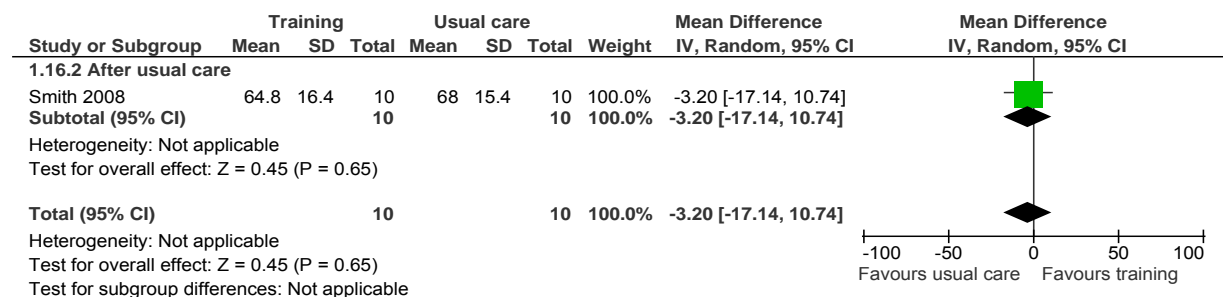 Training Usual care Mean Difference Mean Difference
Study or Subgroup Mean SD Total Mean SD Total Weight IV, Random, 95% CI IV, Random, 95% CI
1.16.2 After usual care
Smith 2008 64.8 16.4 10 68 15.4 10 100.0% -3.20 [-17.14, 10.74]
Subtotal (95% CI) 10 10 100.0% -3.20 [-17.14, 10.74]
Heterogeneity: Not applicable
Test for overall effect: Z = 0.45 (P = 0.65)
Total (95% CI) 10 10 100.0% -3.20 [-17.14, 10.74]
Heterogeneity: Not applicable
Test for overall effect: Z = 0.45 (P = 0.65)
Test for subgroup differences: Not applicable
-100 -50 0 50 100
Favours usual care Favours training